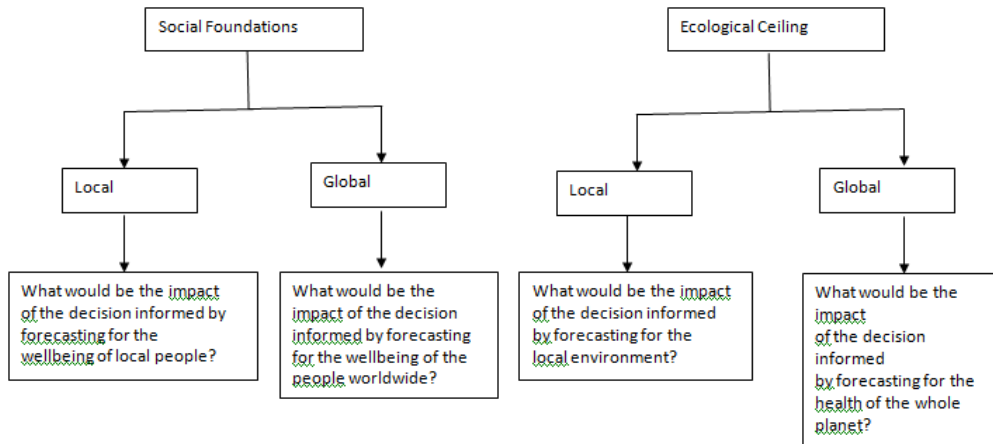 Social Foundations
Ecological Ceiling
Local
Global
Local
Global
What would be the impact
of the decision informed by
forecasting for the
wellbeing of local people?
What would be the
impact of the decision
informed by forecasting
for the wellbeing of the
people worldwide?
What would be the impact
of the decision informed
by forecasting for the
local environment?
What would be the
impact
of the decision
informed
by forecasting for the
health of the whole
planet?